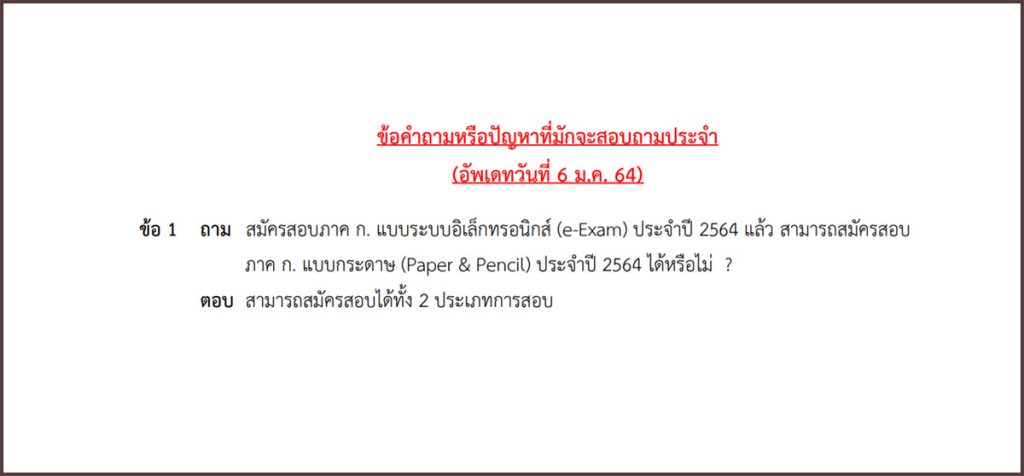 ข้อคำถามหรือปัญหาที่มักจะสอบถามประจำ
(อัพเดทวันที่ 6 ม.ค. 64)
ข้อ 1 ถาม สมัครสอบภาค ก. แบบระบบอิเล็กทรอนิกส์ (e-Exam) ประจำปี 2564 แล้ว สามารถสมัครสอบ
ภาค ก. แบบกระดาษ (Paper & Pencil) ประจำปี 2564 ได้หรือไม่ ?
ตอบ สามารถสมัครสอบได้ทั้ง 2 ประเภทการสอบ